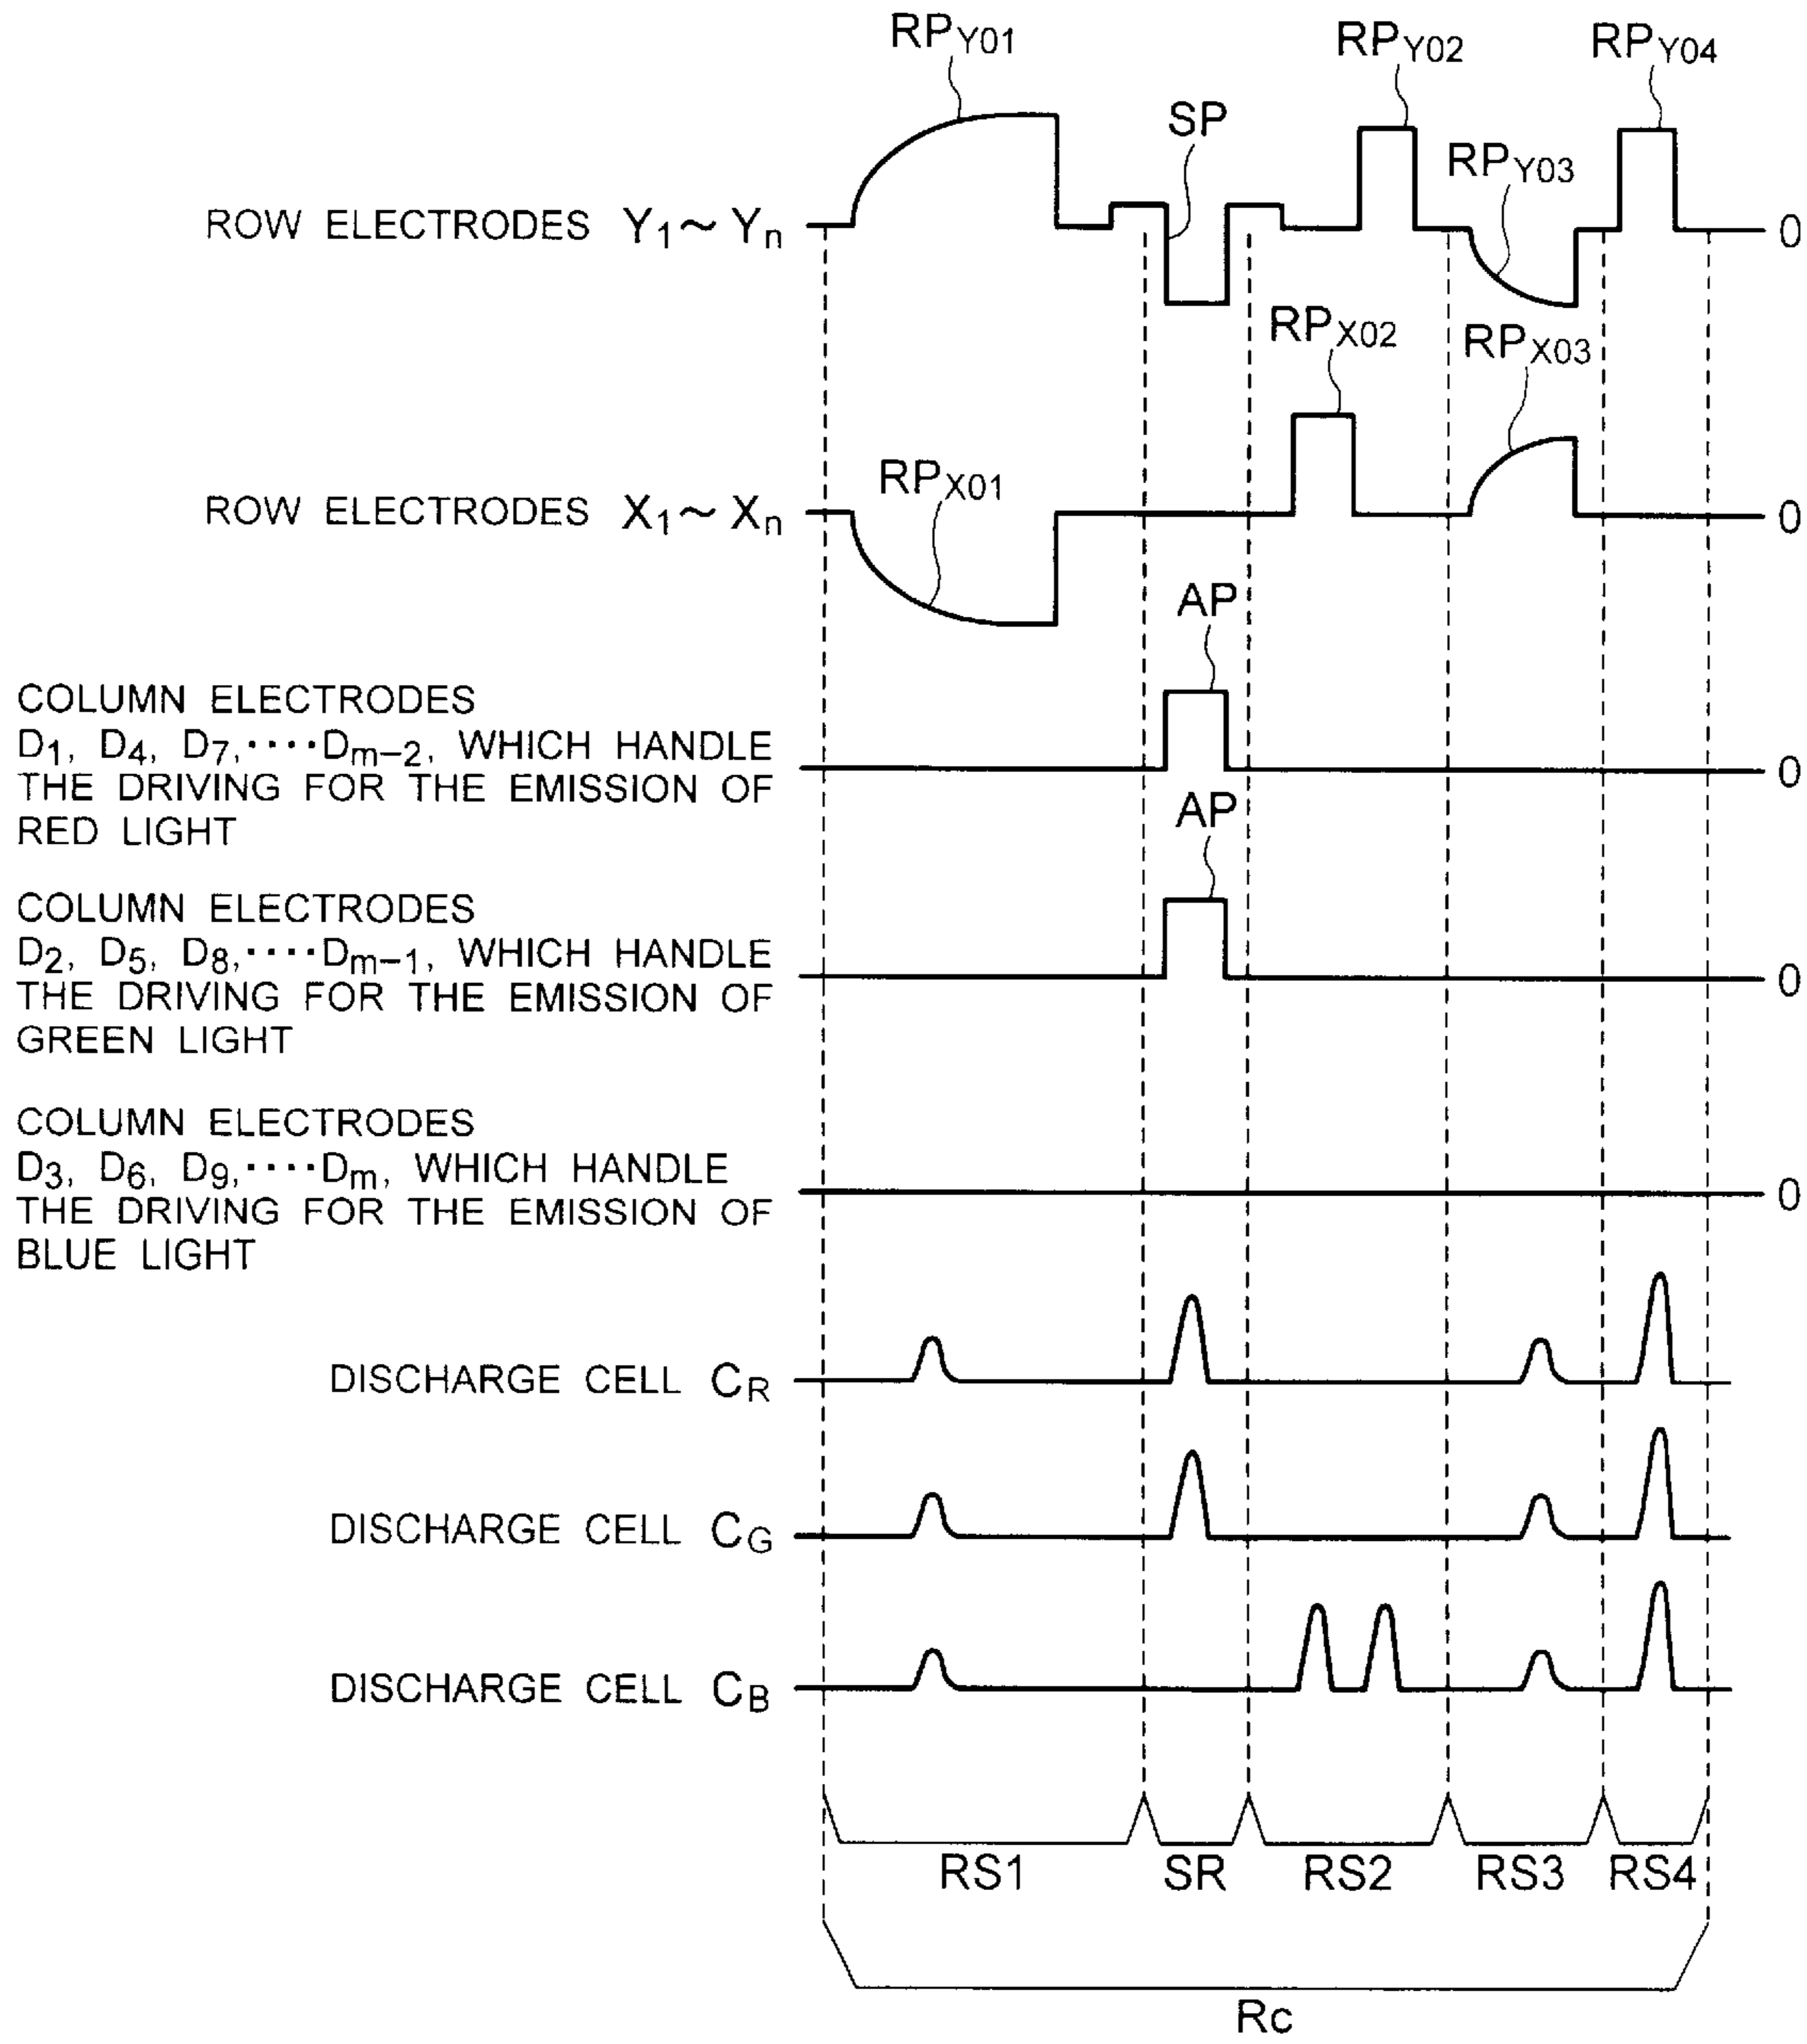 RPY01
RPY02
RPY04
SP
RPY03
ROW ELECTRODES Y1~Yn
0
RPX02
RPX03
RPX01
ROW ELECTRODES X1~Xn
0
AP
COLUMN ELECTRODES
D1, D4, D7,····Dm−2, WHICH HANDLE
THE DRIVING FOR THE EMISSION OF
RED LIGHT
0
AP
COLUMN ELECTRODES
D2, D5, D8,····Dm−1, WHICH HANDLE
THE DRIVING FOR THE EMISSION OF
GREEN LIGHT
0
COLUMN ELECTRODES
D3, D6, D9,····Dm, WHICH HANDLE
THE DRIVING FOR THE EMISSION OF
BLUE LIGHT
0
DISCHARGE CELL CR
DISCHARGE CELL CG
DISCHARGE CELL CB
RS1 SR RS2 RS3 RS4
Rc